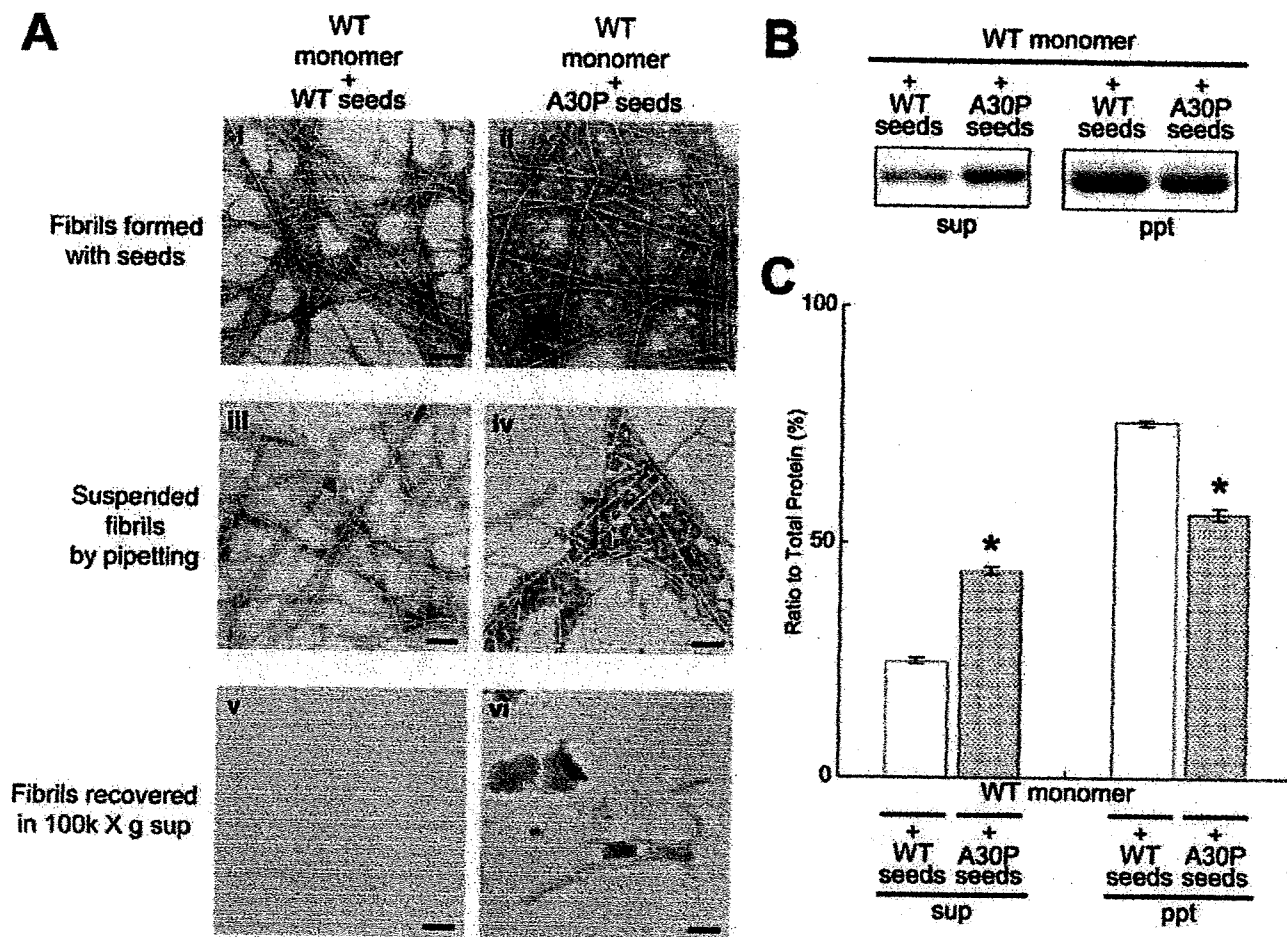 A
WT
monomer
+
WT seeds
WT
monomer
+
A30P seeds
i
ii
Fibrils formed
with seeds
iii
iv
Suspended
fibrils
by pipetting
v
vi
Fibrils recovered
in 100k X g sup
B
WT monomer
+
WT
seeds
+
A30P
seeds
+
WT
seeds
+
A30P
seeds
sup
ppt
C
Ratio to Total Protein (%)
100
50
0
*
*
WT monomer
+
WT
seeds
+
A30P
seeds
+
WT
seeds
+
A30P
seeds
sup
ppt